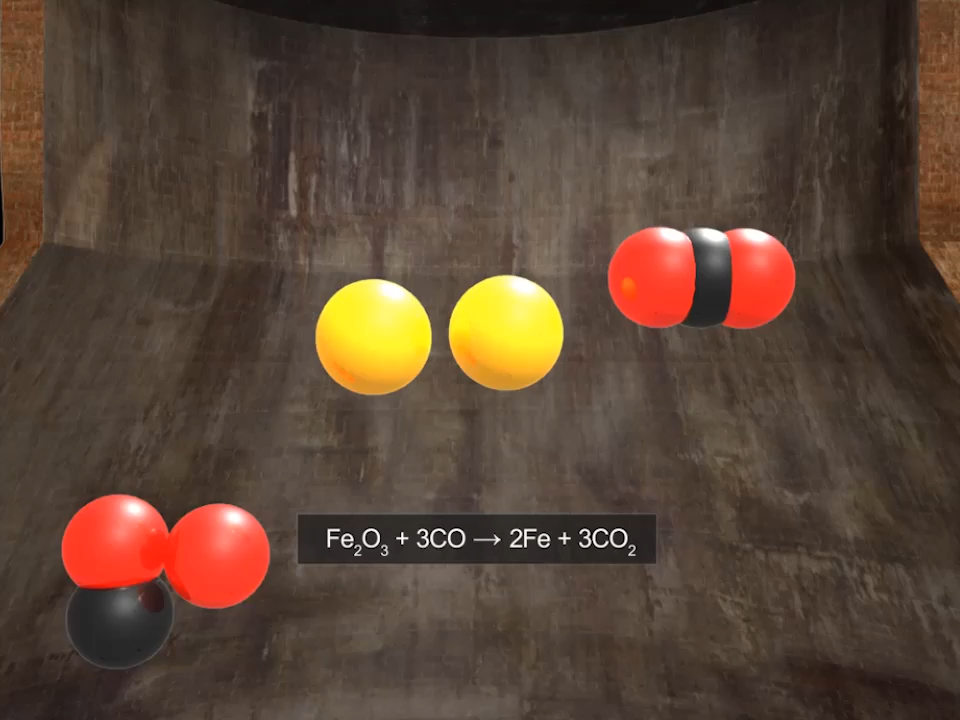 Fe₂O₃ + 3CO → 2Fe + 3CO₂